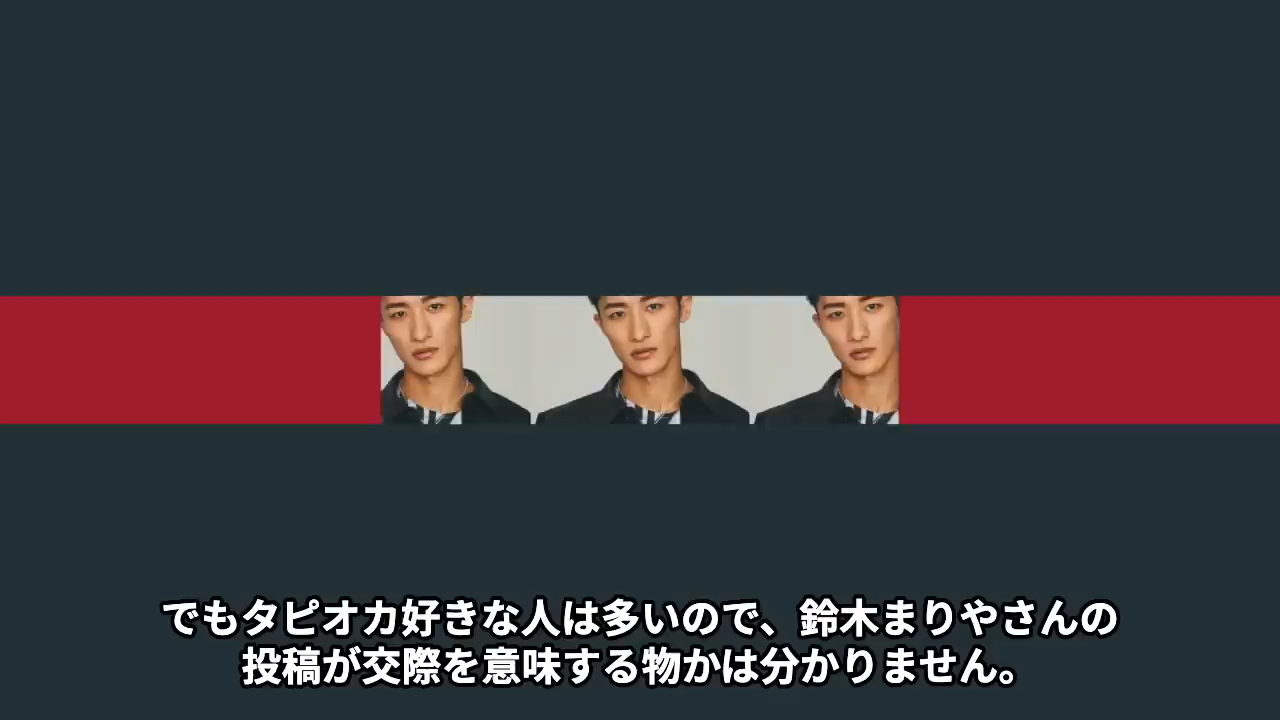 でもタピオカ好きな人は多いので、鈴木まりやさんの
投稿が交際を意味する物かは分かりません。